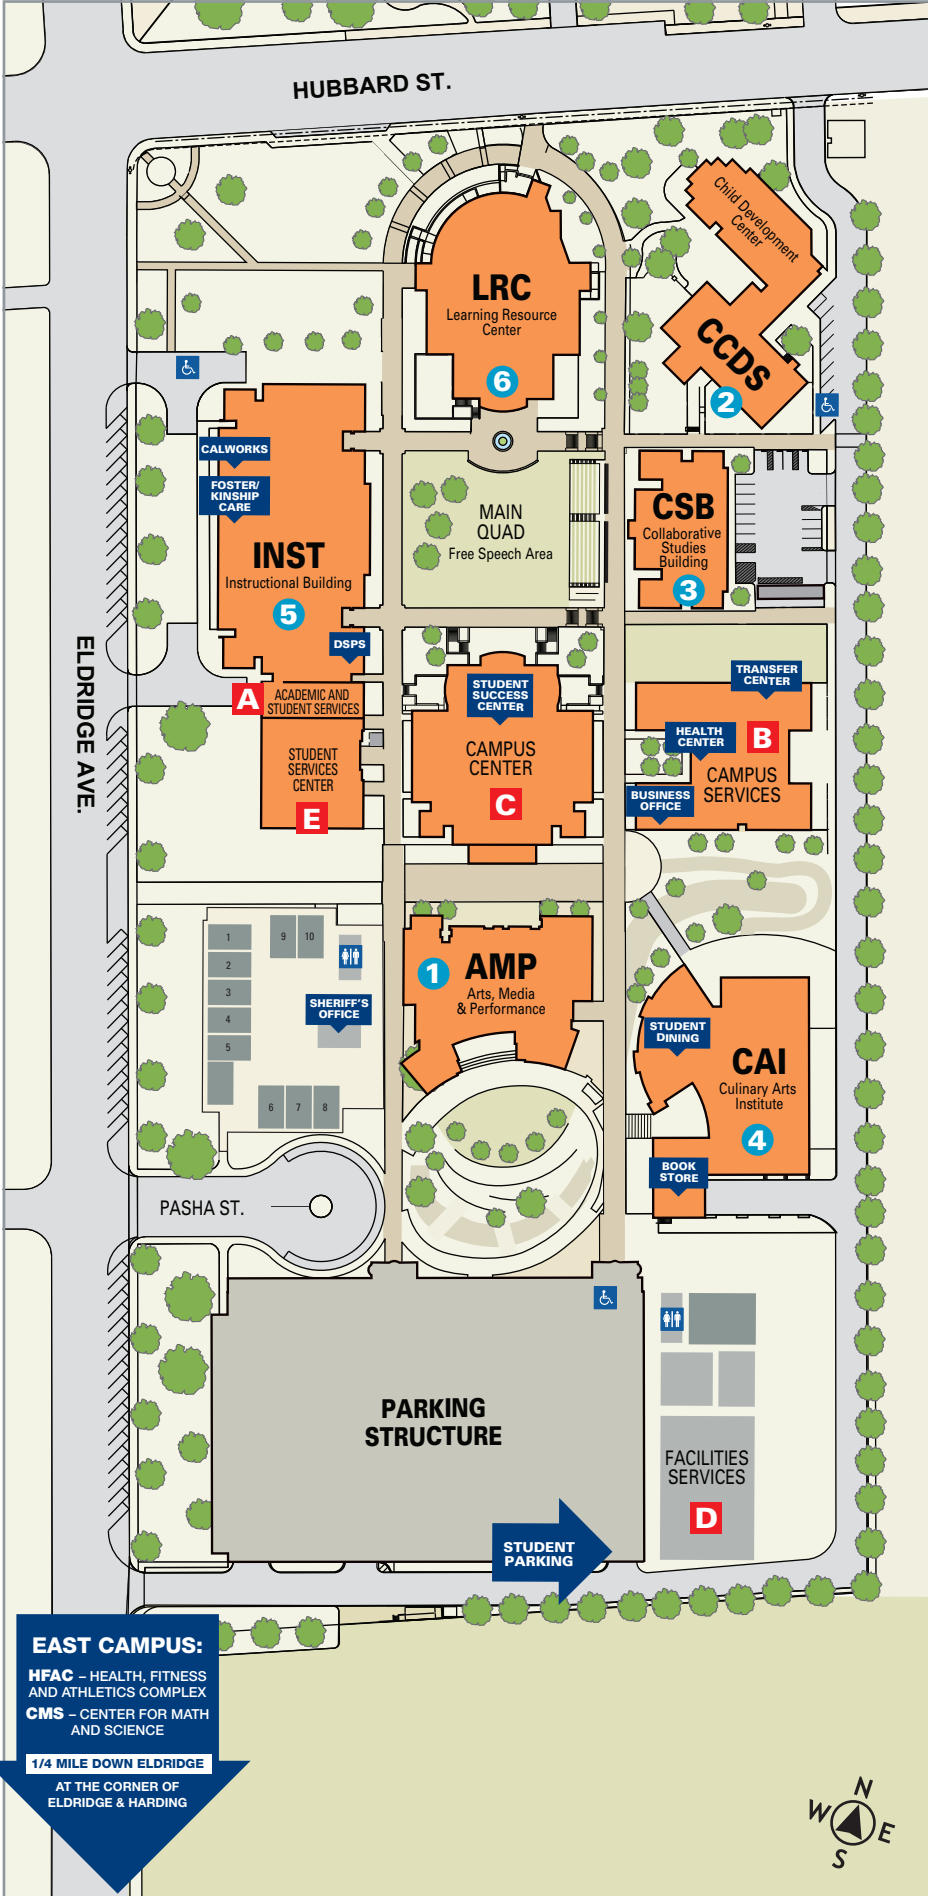 HUBBARD ST.
Child Development
Center
LRC
Learning Resource
Center
6
CCDS
2
CALWORKS
FOSTER/
KINSHIP
CARE
INST
Instructional Building
5
DSPS
MAIN
QUAD
Free Speech Area
CSB
Collaborative
Studies
Building
3
ELDRIDGE AVE.
A
ACADEMIC AND
STUDENT SERVICES
STUDENT
SERVICES
CENTER
E
STUDENT
SUCCESS
CENTER
CAMPUS
CENTER
C
TRANSFER
CENTER
HEALTH
CENTER
B
CAMPUS
SERVICES
BUSINESS
OFFICE
1
2
3
4
5
9
10
SHERIFF'S
OFFICE
6
7
8
1
AMP
Arts, Media
& Performance
STUDENT
DINING
CAI
Culinary Arts
Institute
4
BOOK
STORE
PASHA ST.
PARKING
STRUCTURE
FACILITIES
SERVICES
D
STUDENT
PARKING
EAST CAMPUS:
HFAC – HEALTH, FITNESS
AND ATHLETICS COMPLEX
CMS – CENTER FOR MATH
AND SCIENCE
1/4 MILE DOWN ELDRIDGE
AT THE CORNER OF
ELDRIDGE & HARDING
N
W
E
S